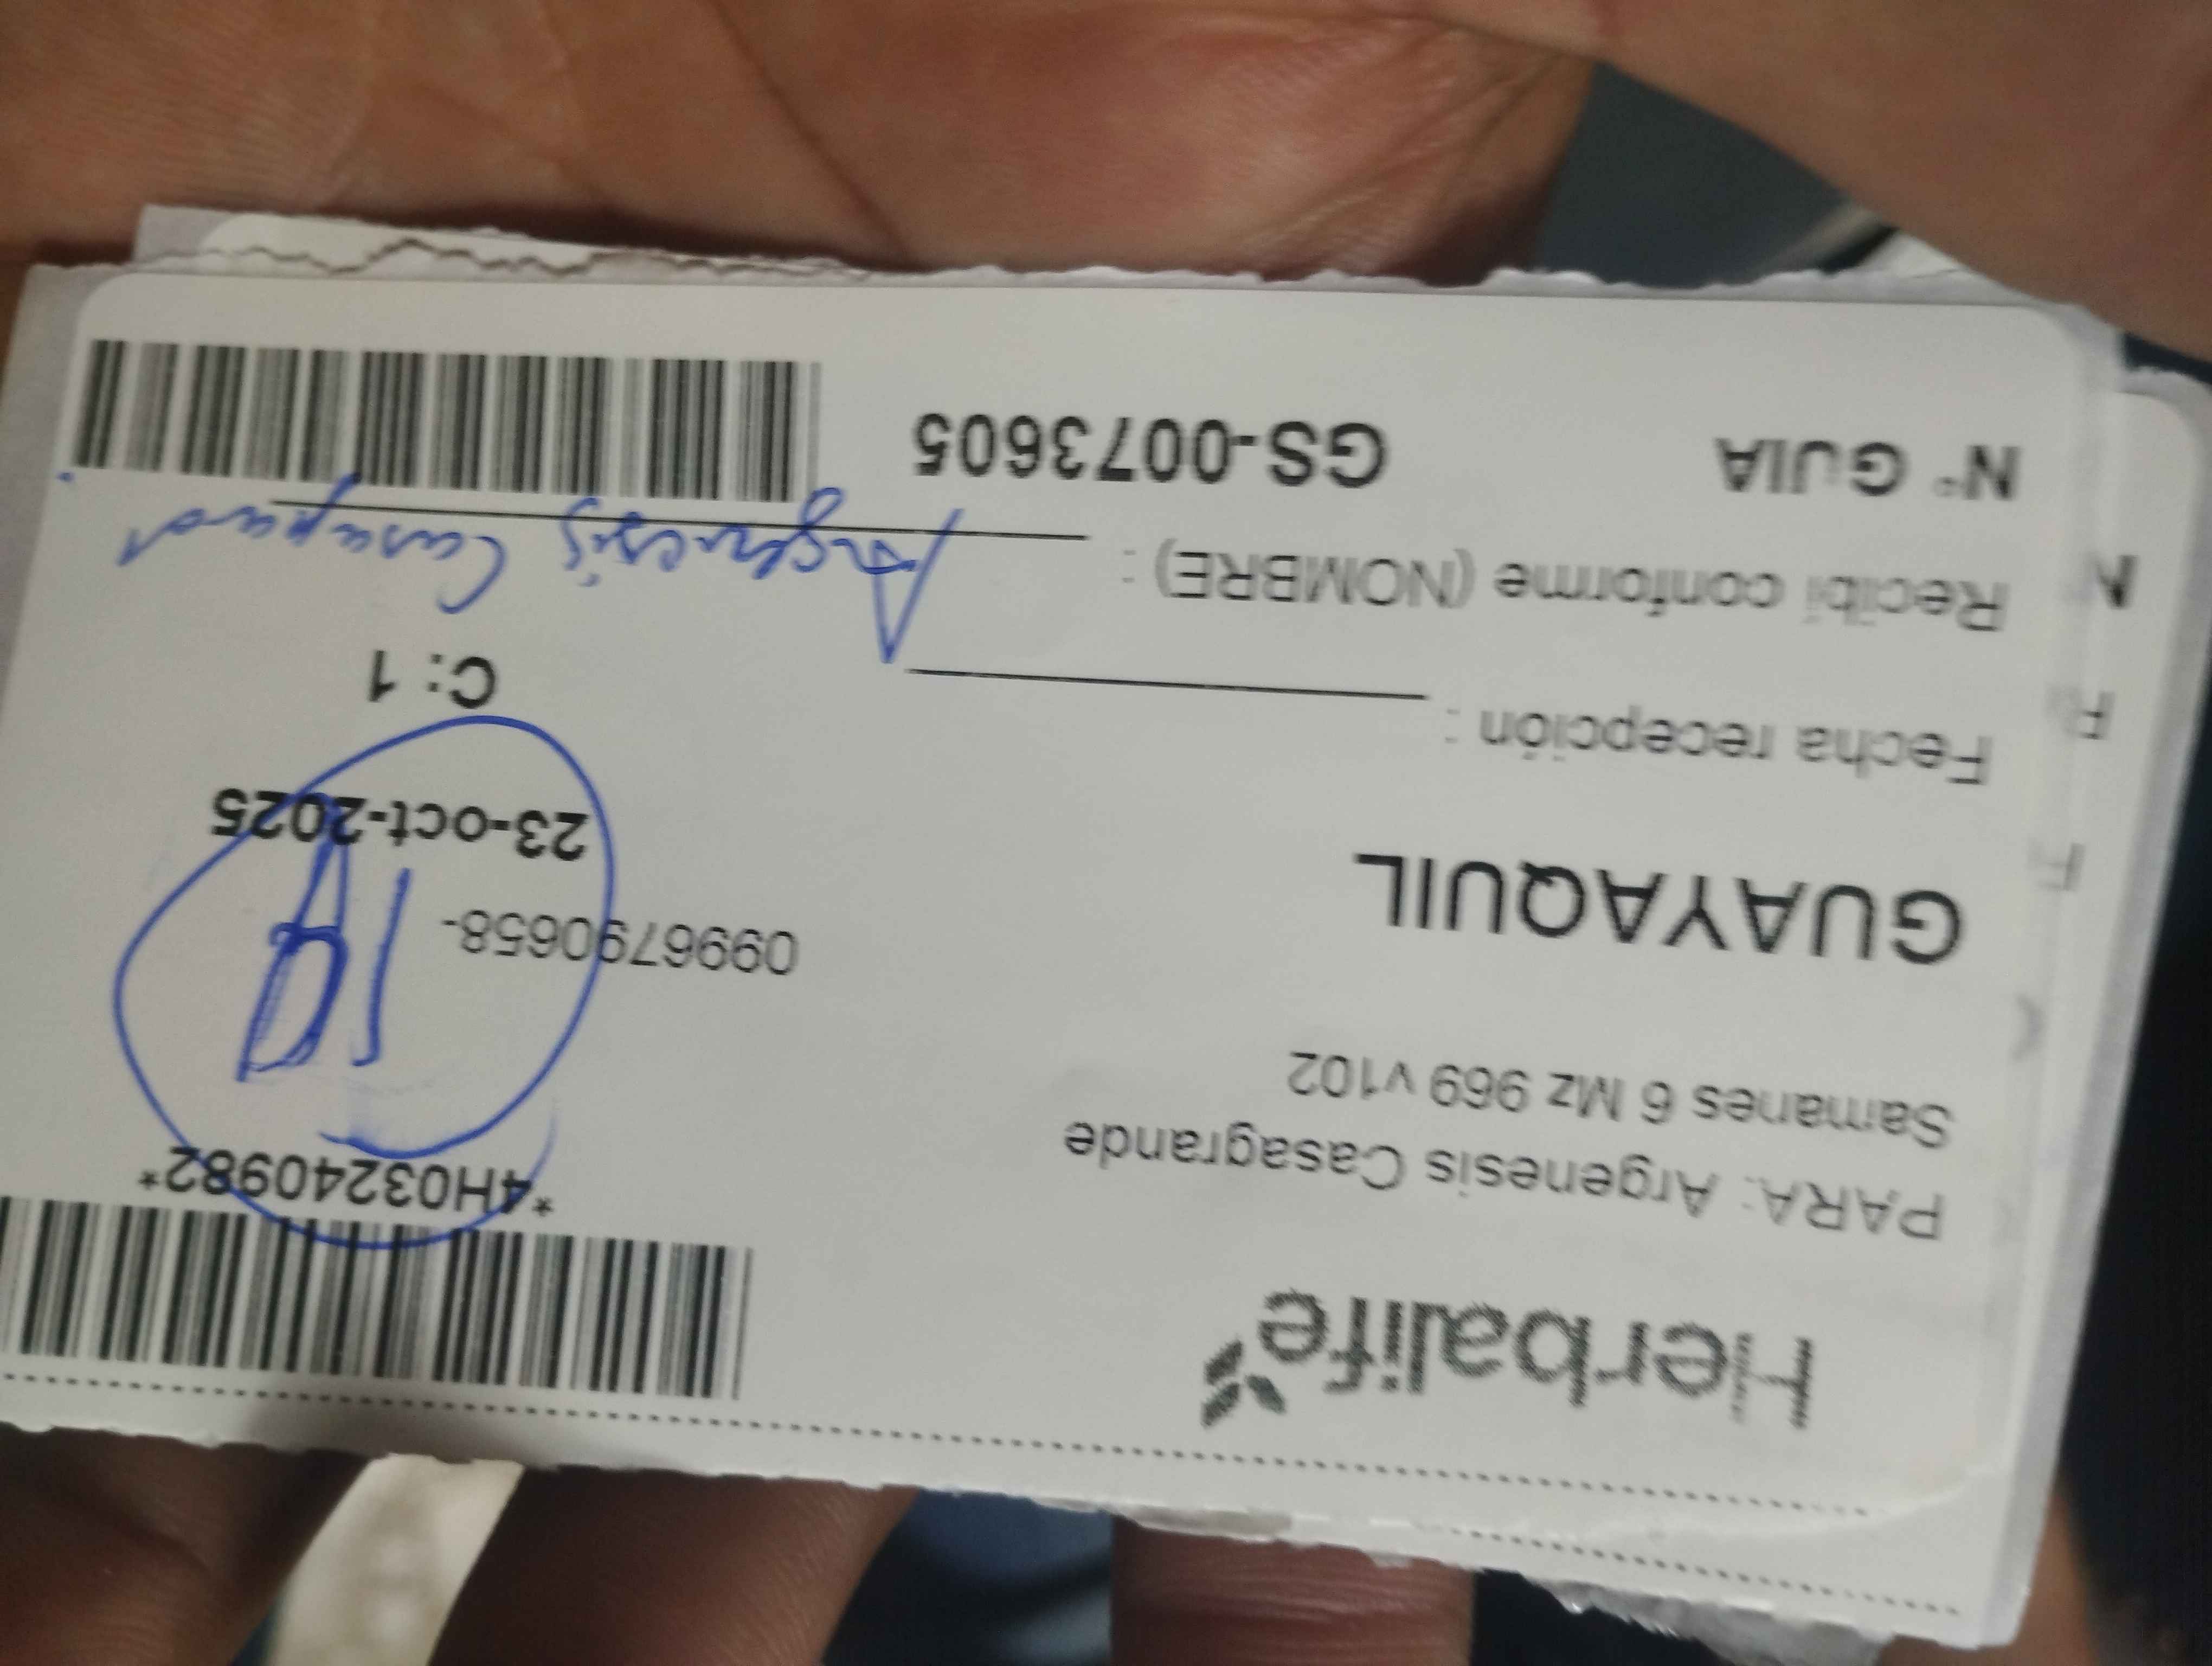 Herbalife
*4H03240982*
PARA: Argenesis Casagrande
Samanes 6 Mz 969 v102
0996790658-
GUAYAQUIL
23-oct-2025
Fecha recepción :
C: 1
Recibí conforme (NOMBRE) :
Argenesis
N° GUIA GS-0073605